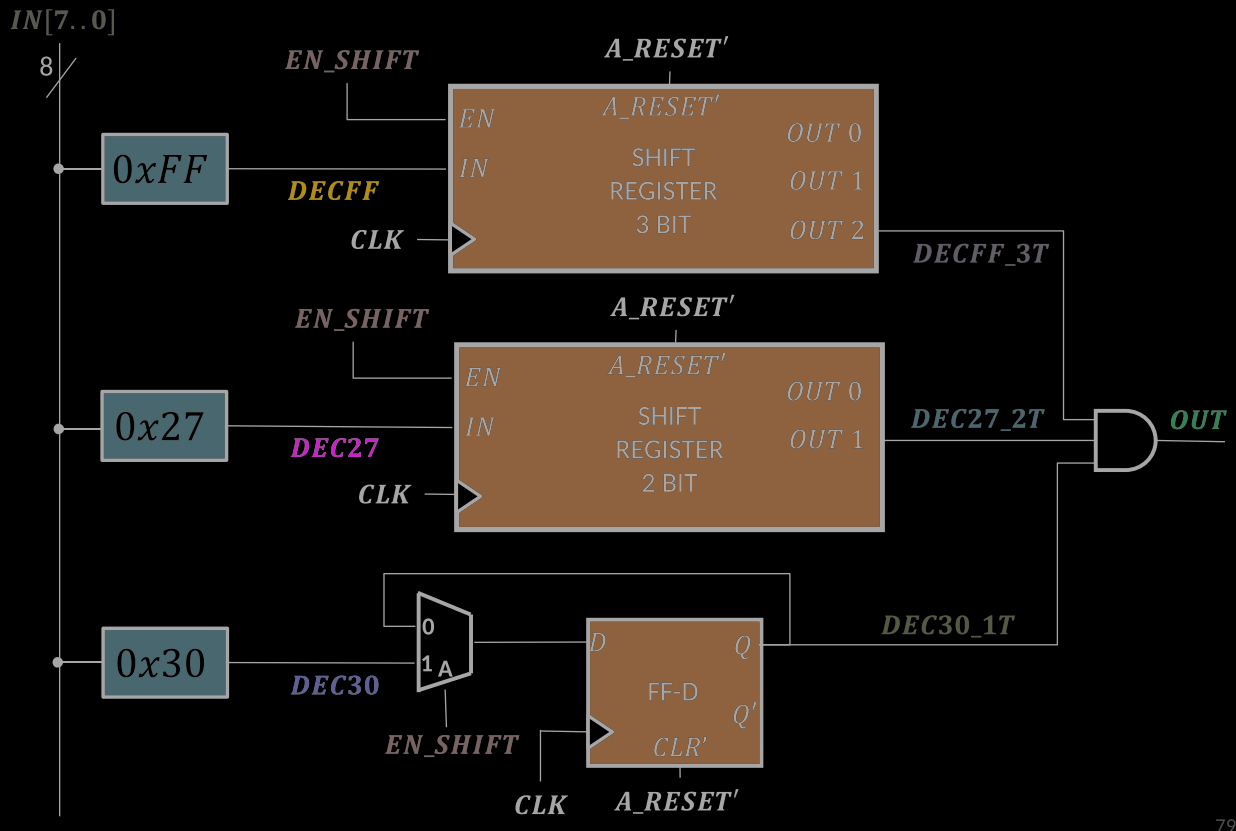 IN[7..0]
8
EN_SHIFT
A_RESET′
A_RESET′
EN
OUT 0
0xFF
IN
SHIFT
REGISTER
3 BIT
OUT 1
DECFF
CLK
OUT 2
DECFF_3T
EN_SHIFT
A_RESET′
A_RESET′
EN
OUT 0
0x27
IN
SHIFT
REGISTER
2 BIT
OUT 1
DEC27_2T
OUT
DEC27
CLK
0
1
A
0x30
DEC30
EN_SHIFT
D
Q
FF-D
Q′
CLR'
DEC30_1T
CLK
A_RESET′
79